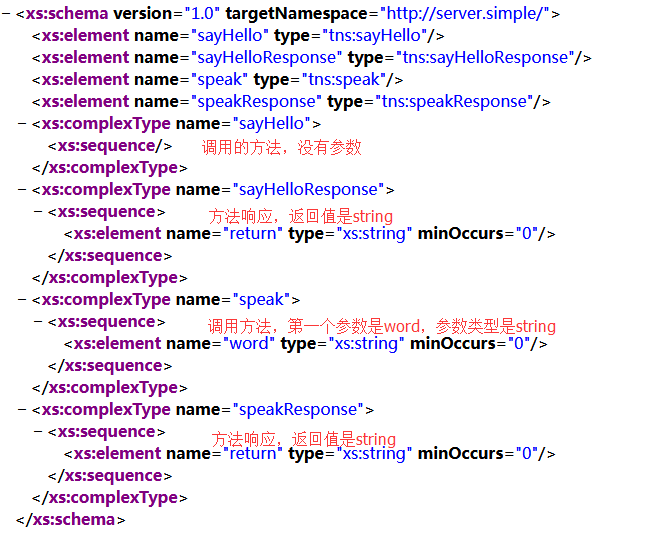 − <xs:schema version="1.0" targetNamespace="http://server.simple/">
<xs:element name="sayHello" type="tns:sayHello"/>
<xs:element name="sayHelloResponse" type="tns:sayHelloResponse"/>
<xs:element name="speak" type="tns:speak"/>
<xs:element name="speakResponse" type="tns:speakResponse"/>
− <xs:complexType name="sayHello">
<xs:sequence/> 调用的方法，没有参数
</xs:complexType>
− <xs:complexType name="sayHelloResponse">
− <xs:sequence> 方法响应，返回值是string
<xs:element name="return" type="xs:string" minOccurs="0"/>
</xs:sequence>
</xs:complexType>
− <xs:complexType name="speak">
− <xs:sequence> 调用方法，第一个参数是word，参数类型是string
<xs:element name="word" type="xs:string" minOccurs="0"/>
</xs:sequence>
</xs:complexType>
− <xs:complexType name="speakResponse">
− <xs:sequence> 方法响应，返回值是string
<xs:element name="return" type="xs:string" minOccurs="0"/>
</xs:sequence>
</xs:complexType>
</xs:schema>